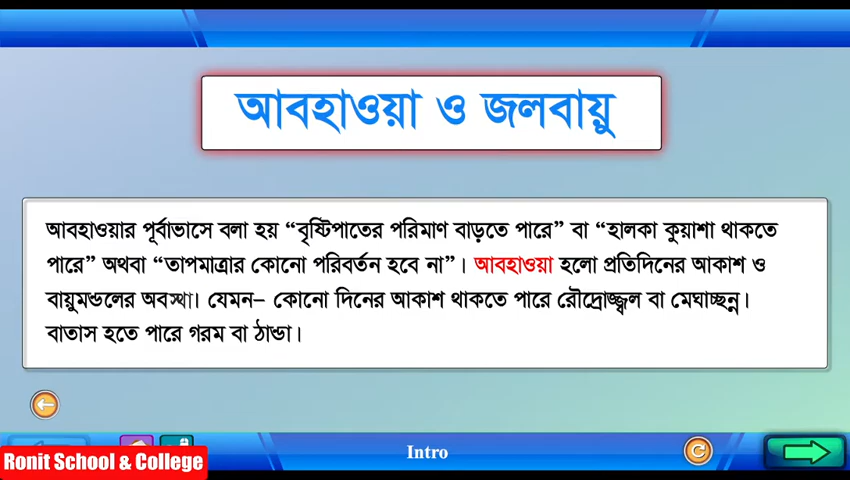 আবহাওয়া ও জলবায়ু
আবহাওয়ার পূর্বাভাসে বলা হয় “বৃষ্টিপাতের পরিমাণ বাড়তে পারে” বা “হালকা কুয়াশা থাকতে
পারে” অথবা “তাপমাত্রার কোনো পরিবর্তন হবে না”। আবহাওয়া হলো প্রতিদিনের আকাশ ও
বায়ুমন্ডলের অবস্থা। যেমন– কোনো দিনের আকাশ থাকতে পারে রৌদ্রোজ্জ্বল বা মেঘাচ্ছন্ন।
বাতাস হতে পারে গরম বা ঠান্ডা।
Ronit School & College
Intro